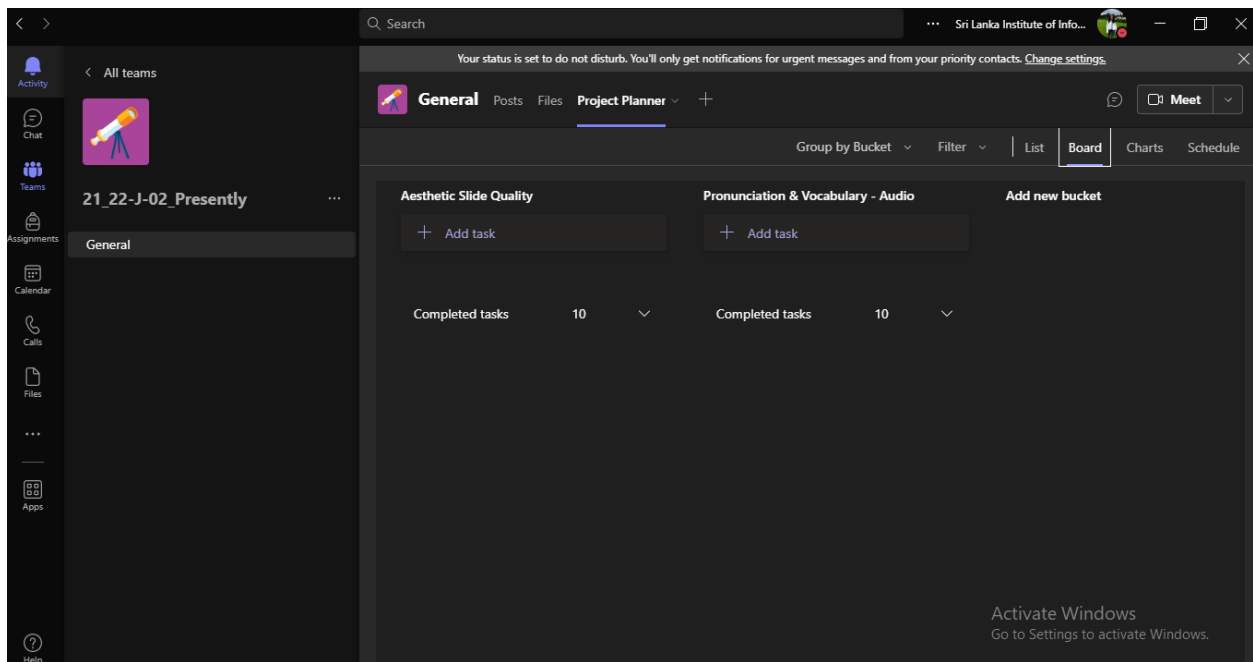 Search
Sri Lanka Institute of Info...
Activity
Chat
Teams
Assignments
Calendar
Calls
Files
Apps
Help
All teams
21_22-J-02_Presently
General
Your status is set to do not disturb. You'll only get notifications for urgent messages and from your priority contacts. Change settings.
General Posts Files Project Planner Meet
Group by Bucket Filter List Board Charts Schedule
Aesthetic Slide Quality Pronunciation & Vocabulary - Audio Add new bucket
Add task Add task
Completed tasks 10 Completed tasks 10
Activate Windows
Go to Settings to activate Windows.